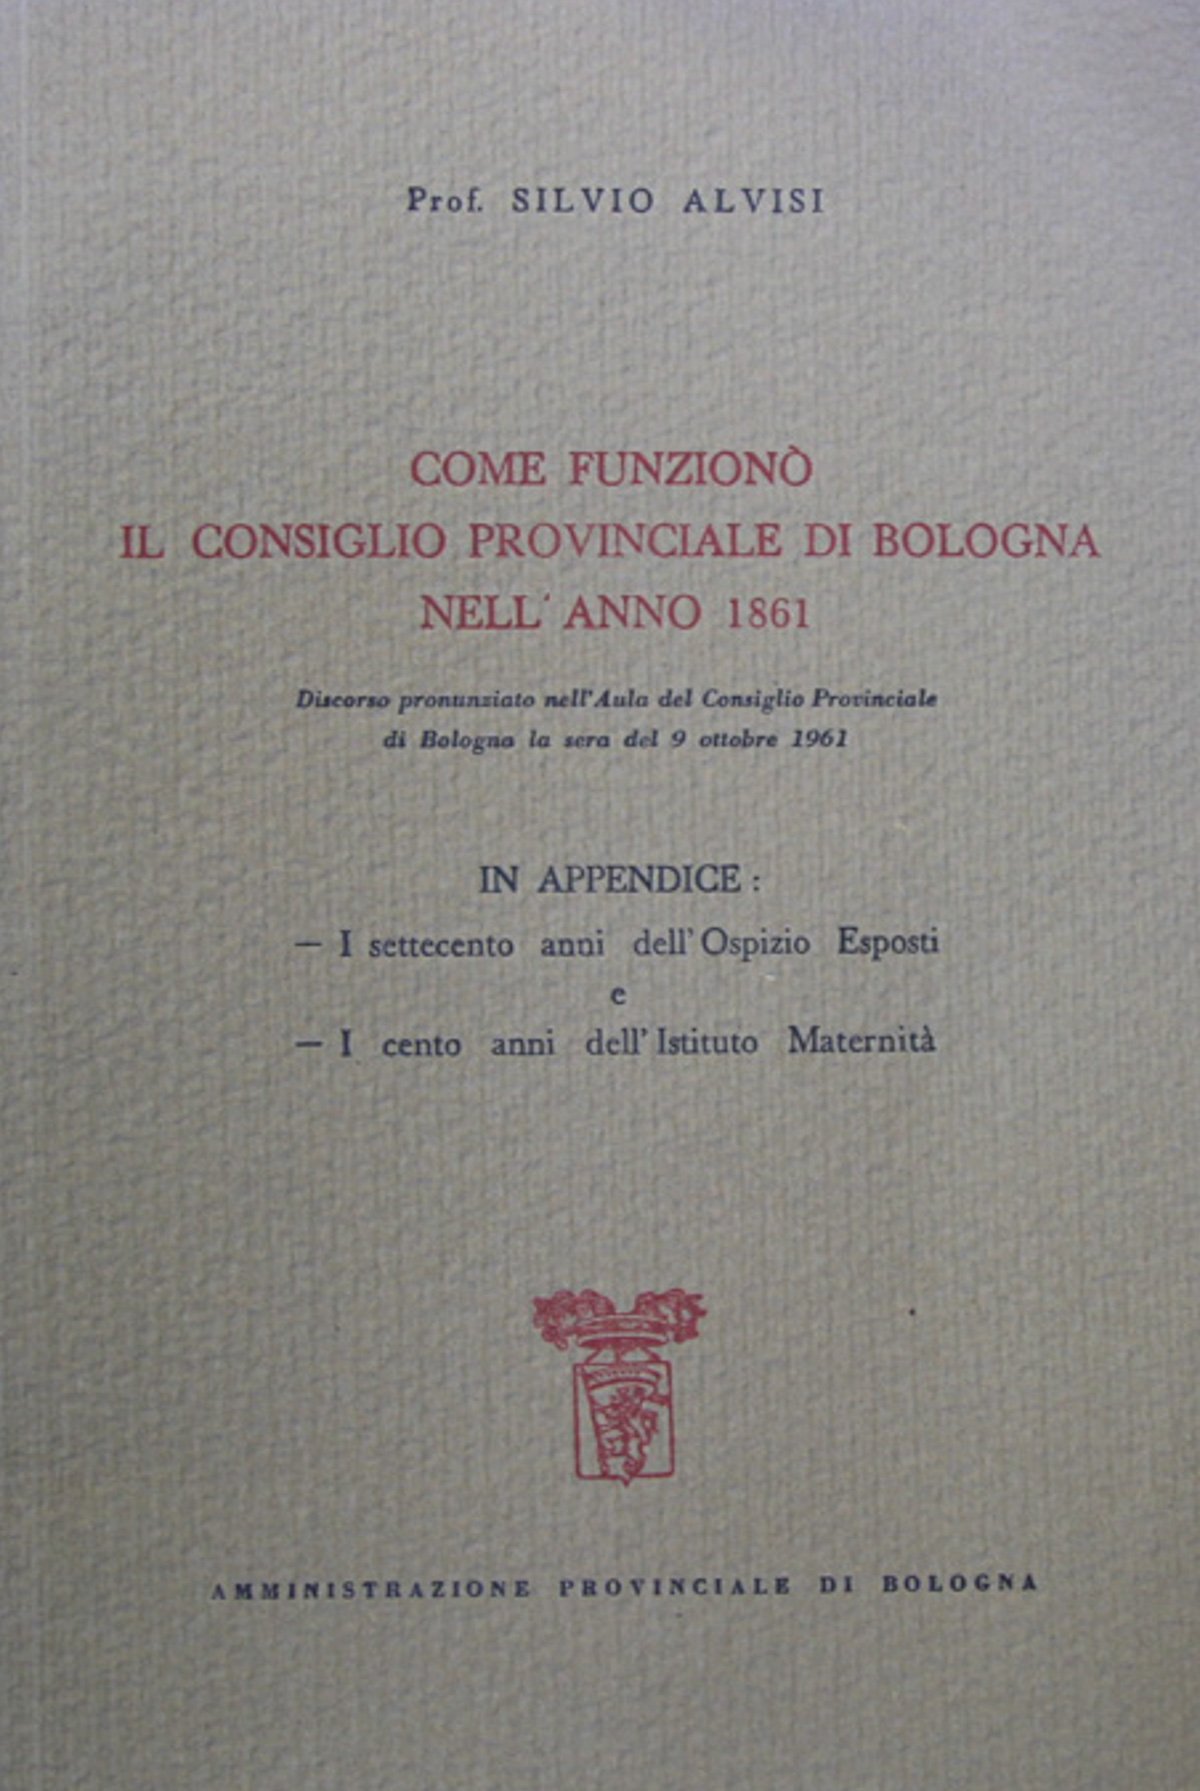 Prof. SILVIO ALVISI
COME FUNZIONÒ
IL CONSIGLIO PROVINCIALE DI BOLOGNA
NELL'ANNO 1861
Discorso pronunziato nell'Aula del Consiglio Provinciale
di Bologna la sera del 9 ottobre 1961
IN APPENDICE :
— I settecento anni dell'Ospizio Esposti
e
— I cento anni dell'Istituto Maternità
AMMINISTRAZIONE PROVINCIALE DI BOLOGNA